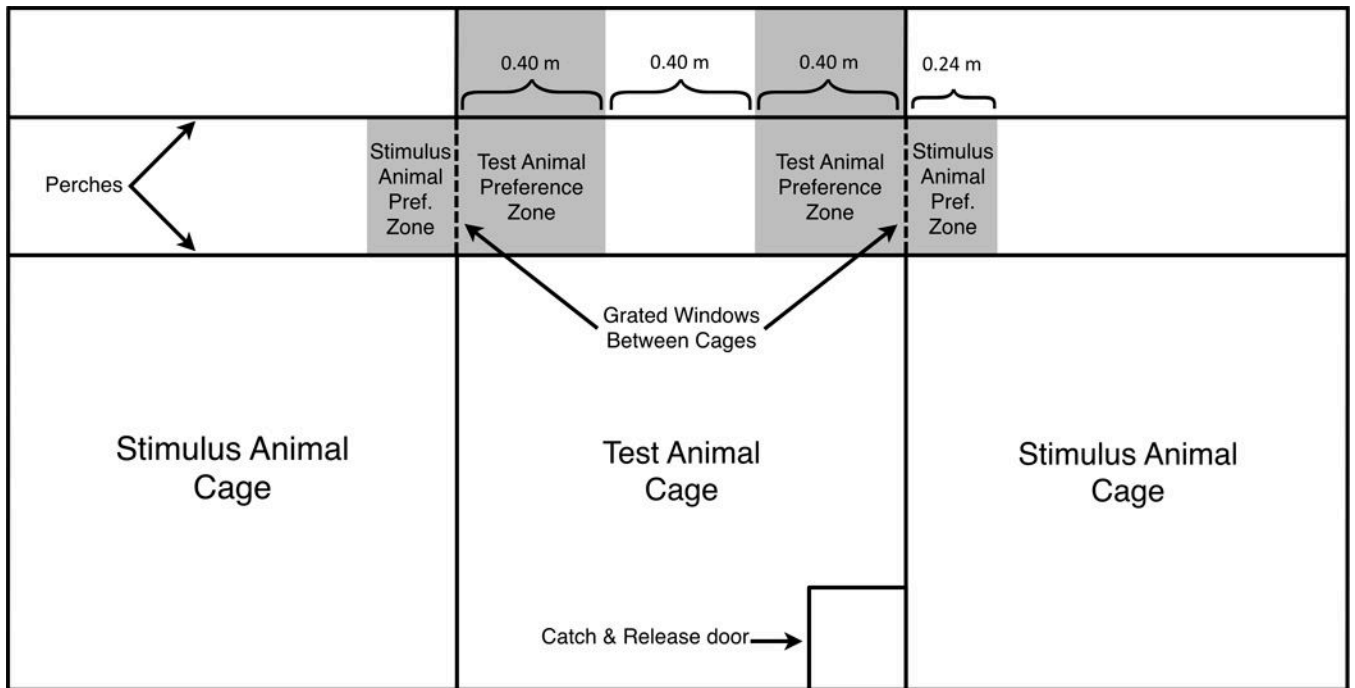 0.40 m
0.40 m
0.40 m
0.24 m
Perches
Stimulus
Animal
Pref.
Zone
Test Animal
Preference
Zone
Test Animal
Preference
Zone
Stimulus
Animal
Pref.
Zone
Grated Windows
Between Cages
Stimulus Animal
Cage
Test Animal
Cage
Stimulus Animal
Cage
Catch & Release door